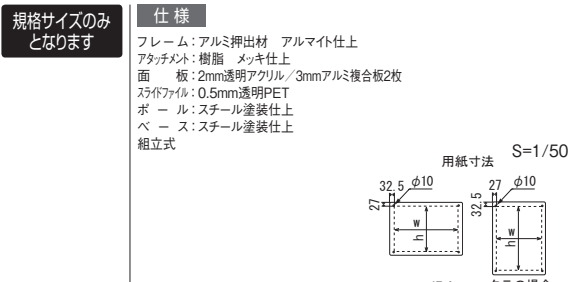 規格サイズのみ
となります
仕 様
フレーム：アルミ押出材　アルマイト仕上
アタッチメント：樹脂　メッキ仕上
面　　板：2mm透明アクリル／3mmアルミ複合板2枚
スライドファイル：0.5mm透明PET
ポ　ー　ル：スチール塗装仕上
ベ　ー　ス：スチール塗装仕上
組立式
S=1/50
用紙寸法
32.5 φ10
27
w
h
27 φ10
32.5
w
h